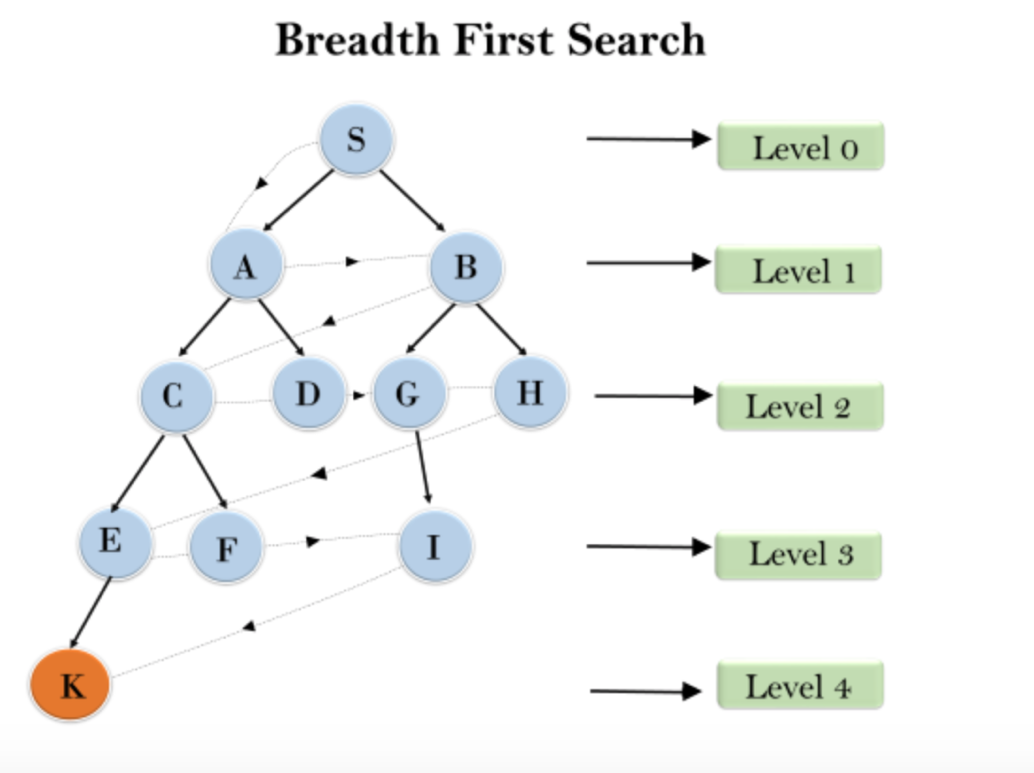 Breadth First Search
S
Level 0
A
B
Level 1
C
D
G
H
Level 2
E
F
I
Level 3
K
Level 4